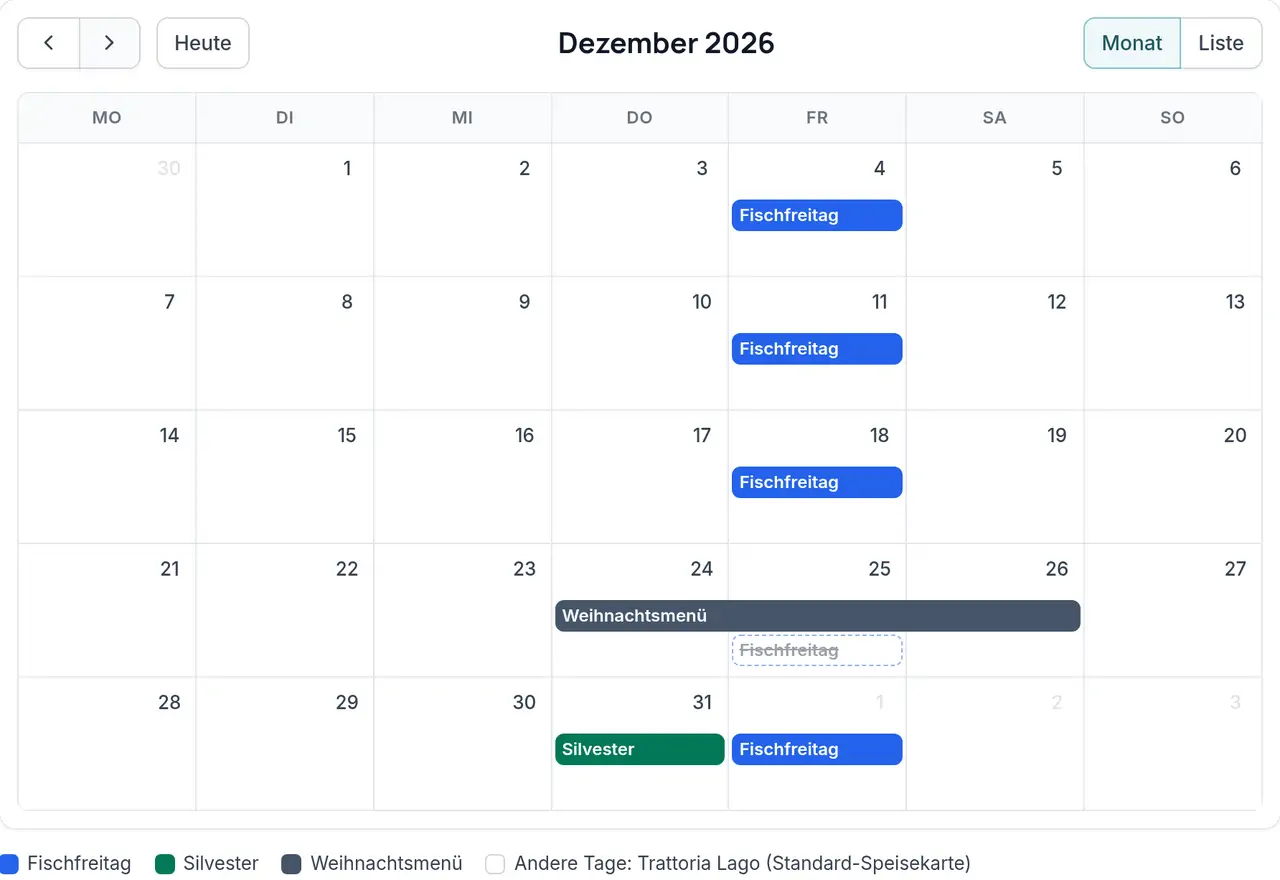 Heute
Dezember 2026
Monat Liste
MO DI MI DO FR SA SO
30 1 2 3 4 5 6
Fischfreitag
7 8 9 10 11 12 13
Fischfreitag
14 15 16 17 18 19 20
Fischfreitag
21 22 23 24 25 26 27
Weihnachtsmenü
Fischfreitag
28 29 30 31 1 2 3
Silvester Fischfreitag
Fischfreitag Silvester Weihnachtsmenü Andere Tage: Trattoria Lago (Standard-Speisekarte)